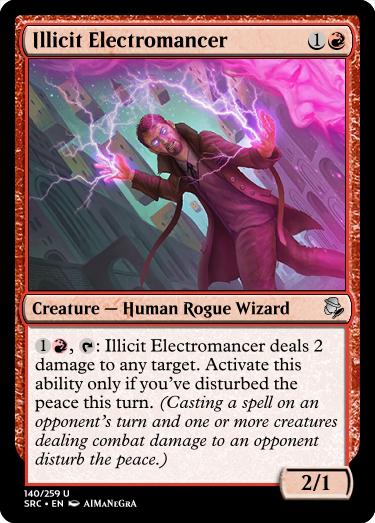 Illicit Electromancer 1
Creature — Human Rogue Wizard
1, : Illicit Electromancer deals 2
damage to any target. Activate this
ability only if you've disturbed the
peace this turn. (Casting a spell on an
opponent's turn and one or more creatures
dealing combat damage to an opponent
disturb the peace.)
2/1
140/259 U
SRC • EN AIMaNeGrA